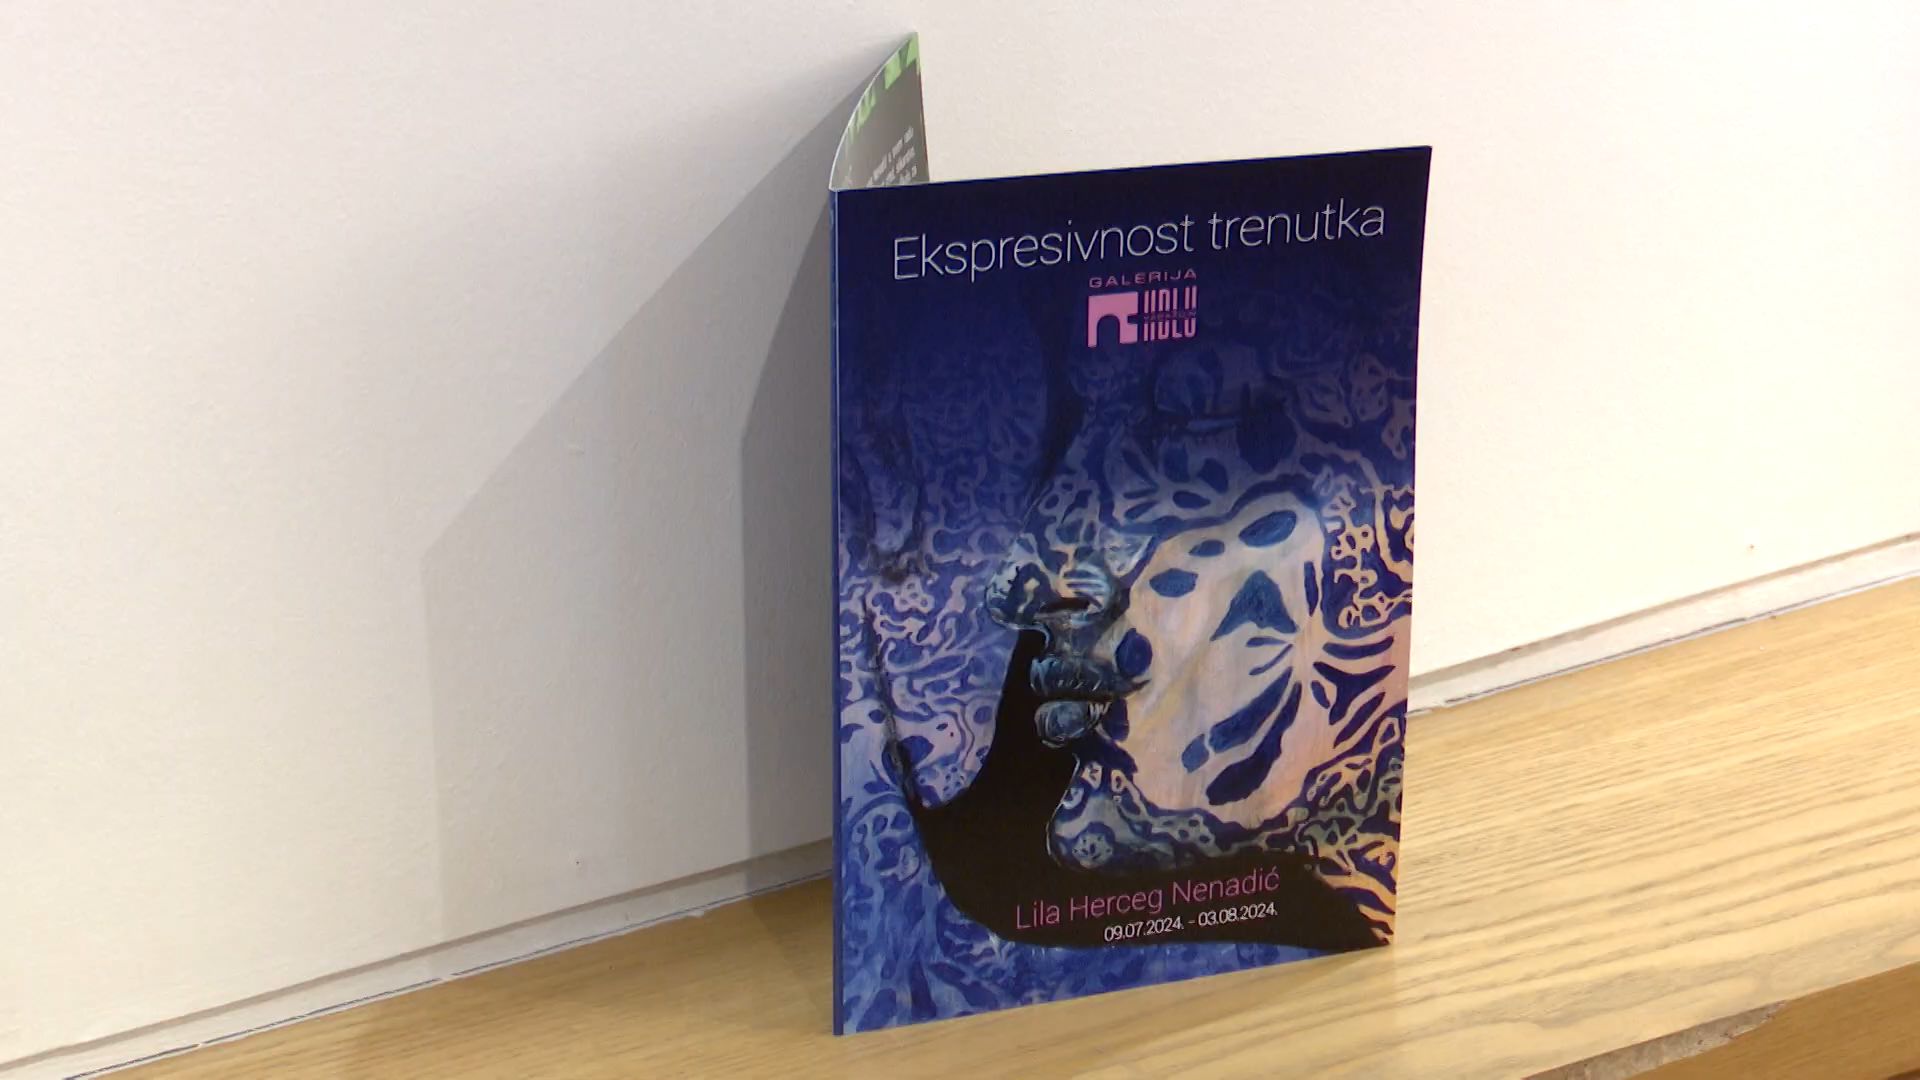 Ekspresivnost trenutka
GALERIJA
Lila Herceg Nenadić
09.07.2024. - 03.08.2024.